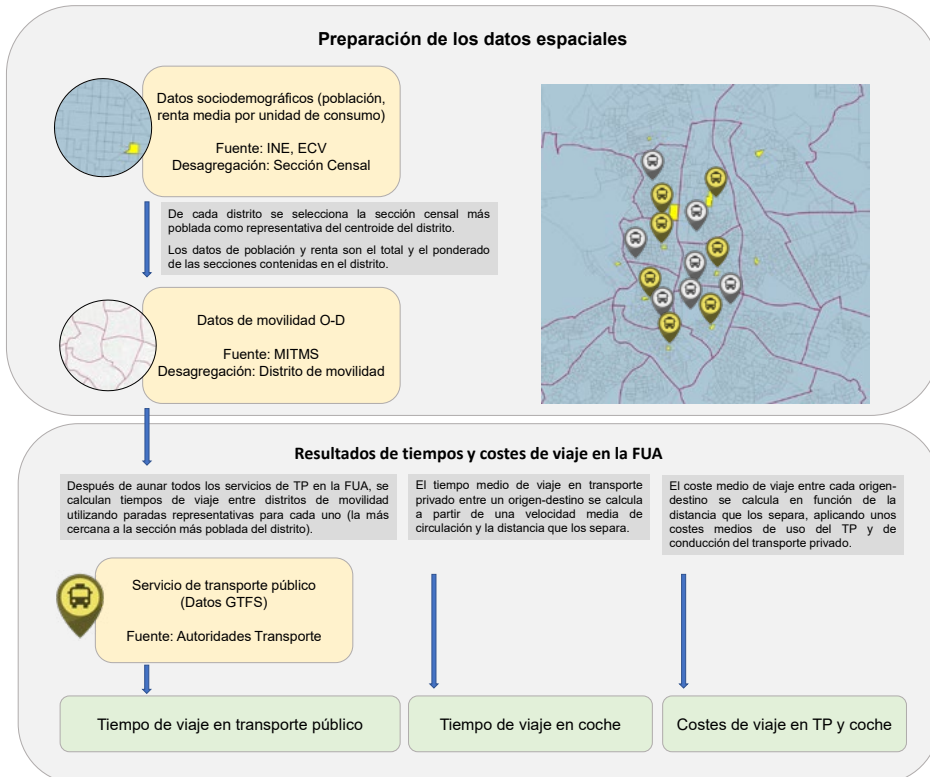 Preparación de los datos espaciales
Datos sociodemográficos (población,
renta media por unidad de consumo)
Fuente: INE, ECV
Desagregación: Sección Censal
De cada distrito se selecciona la sección censal más
poblada como representativa del centroide del distrito.
Los datos de población y renta son el total y el ponderado
de las secciones contenidas en el distrito.
Datos de movilidad O-D
Fuente: MITMS
Desagregación: Distrito de movilidad
Resultados de tiempos y costes de viaje en la FUA
Después de aunar todos los servicios de TP en la FUA, se
calculan tiempos de viaje entre distritos de movilidad
utilizando paradas representativas para cada uno (la más
cercana a la sección más poblada del distrito).
El tiempo medio de viaje en transporte
privado entre un origen-destino se calcula
a partir de una velocidad media de
circulación y la distancia que los separa.
El coste medio de viaje entre cada origen-
destino se calcula en función de la
distancia que los separa, aplicando unos
costes medios de uso del TP y de
conducción del transporte privado.
Servicio de transporte público
(Datos GTFS)
Fuente: Autoridades Transporte
Tiempo de viaje en transporte público
Tiempo de viaje en coche
Costes de viaje en TP y coche